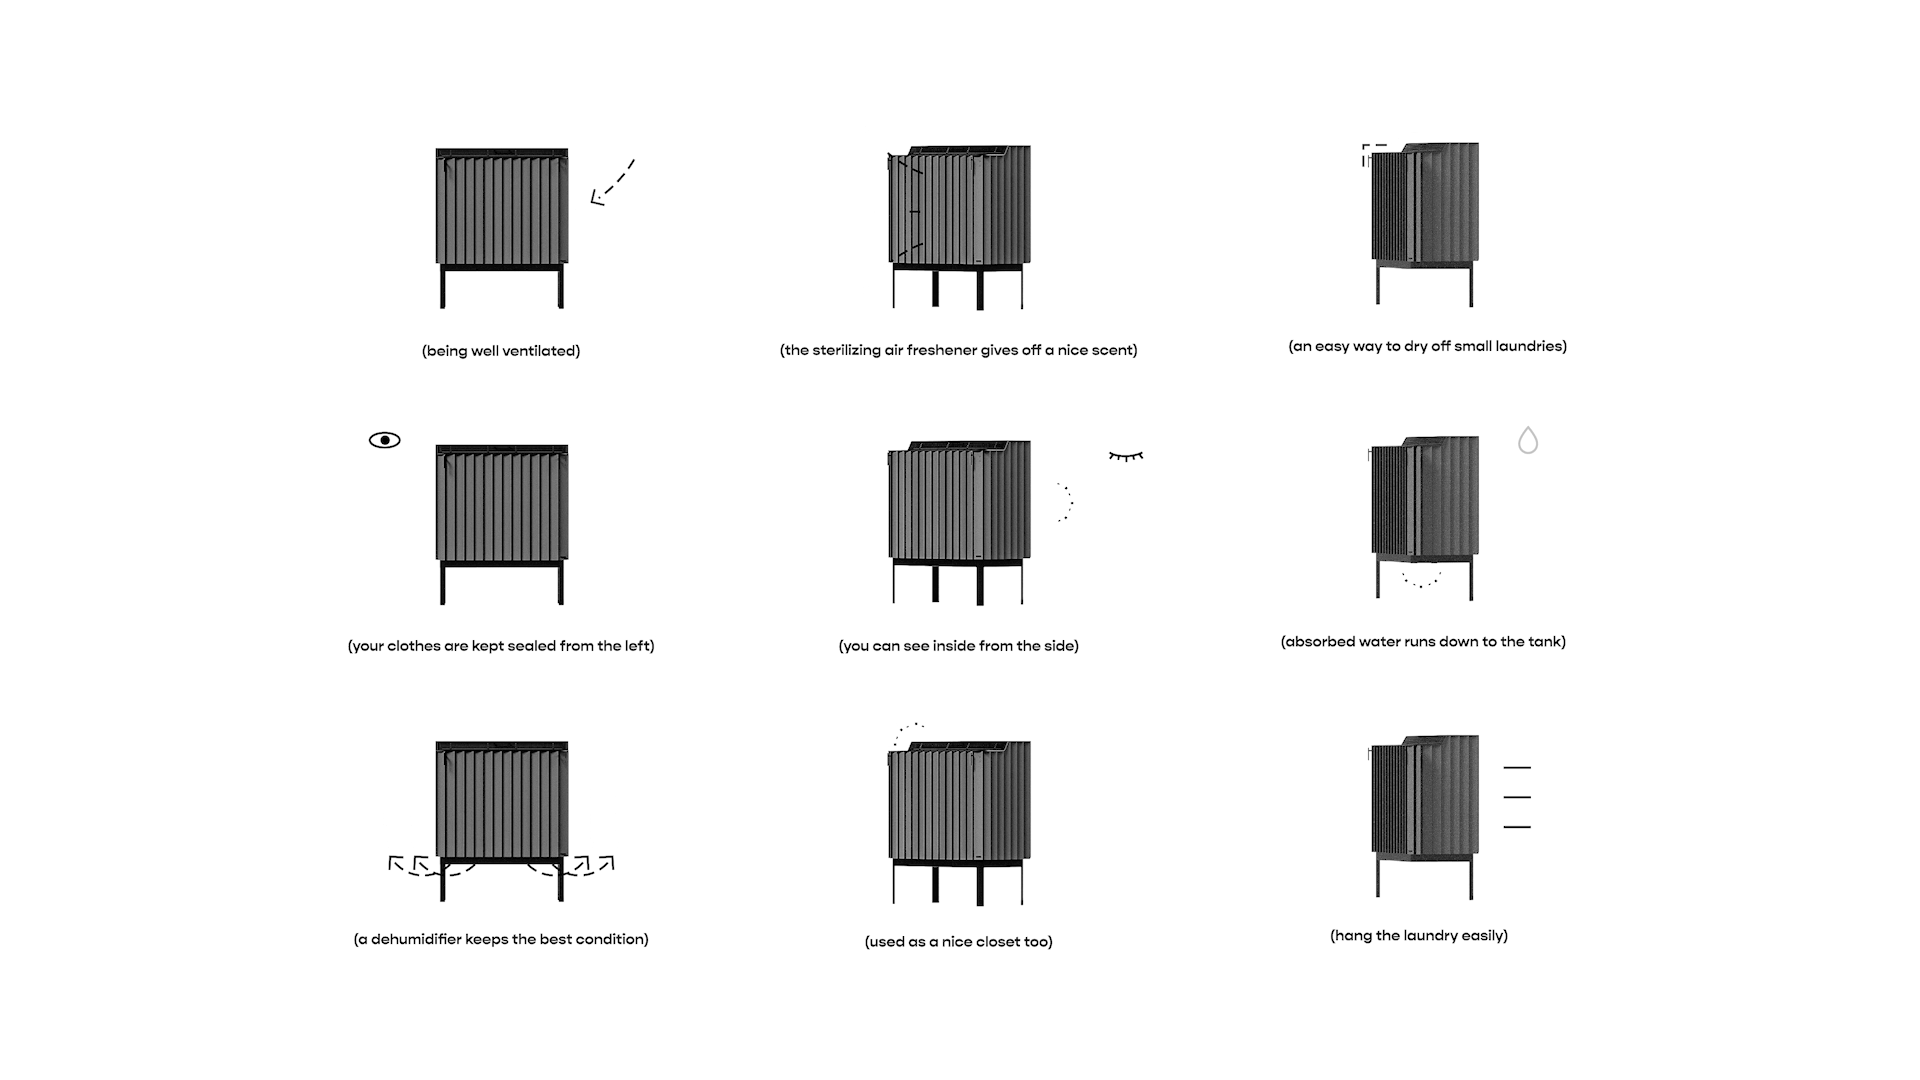 (being well ventilated)
(the sterilizing air freshener gives off a nice scent)
(an easy way to dry off small laundries)
(your clothes are kept sealed from the left)
(you can see inside from the side)
(absorbed water runs down to the tank)
(a dehumidifier keeps the best condition)
(used as a nice closet too)
(hang the laundry easily)